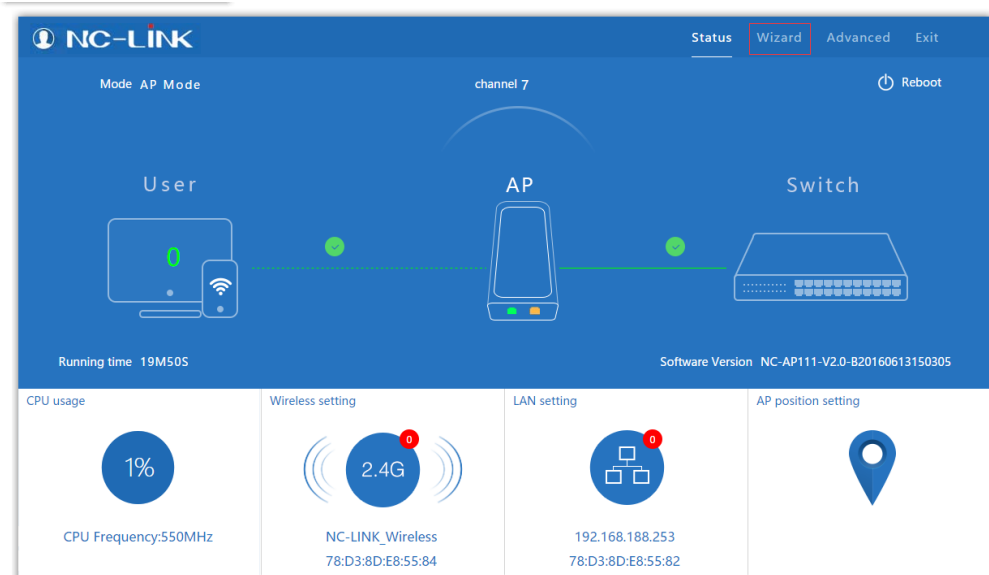 NC-LINK
Status Wizard Advanced Exit
Mode AP Mode
channel 7
Reboot
User
AP
Switch
0
Running time 19M50S
Software Version NC-AP111-V2.0-B20160613150305
CPU usage
Wireless setting
LAN setting
AP position setting
1%
0
2.4G
0
CPU Frequency:550MHz
NC-LINK_Wireless
192.168.188.253
78:D3:8D:E8:55:84
78:D3:8D:E8:55:82